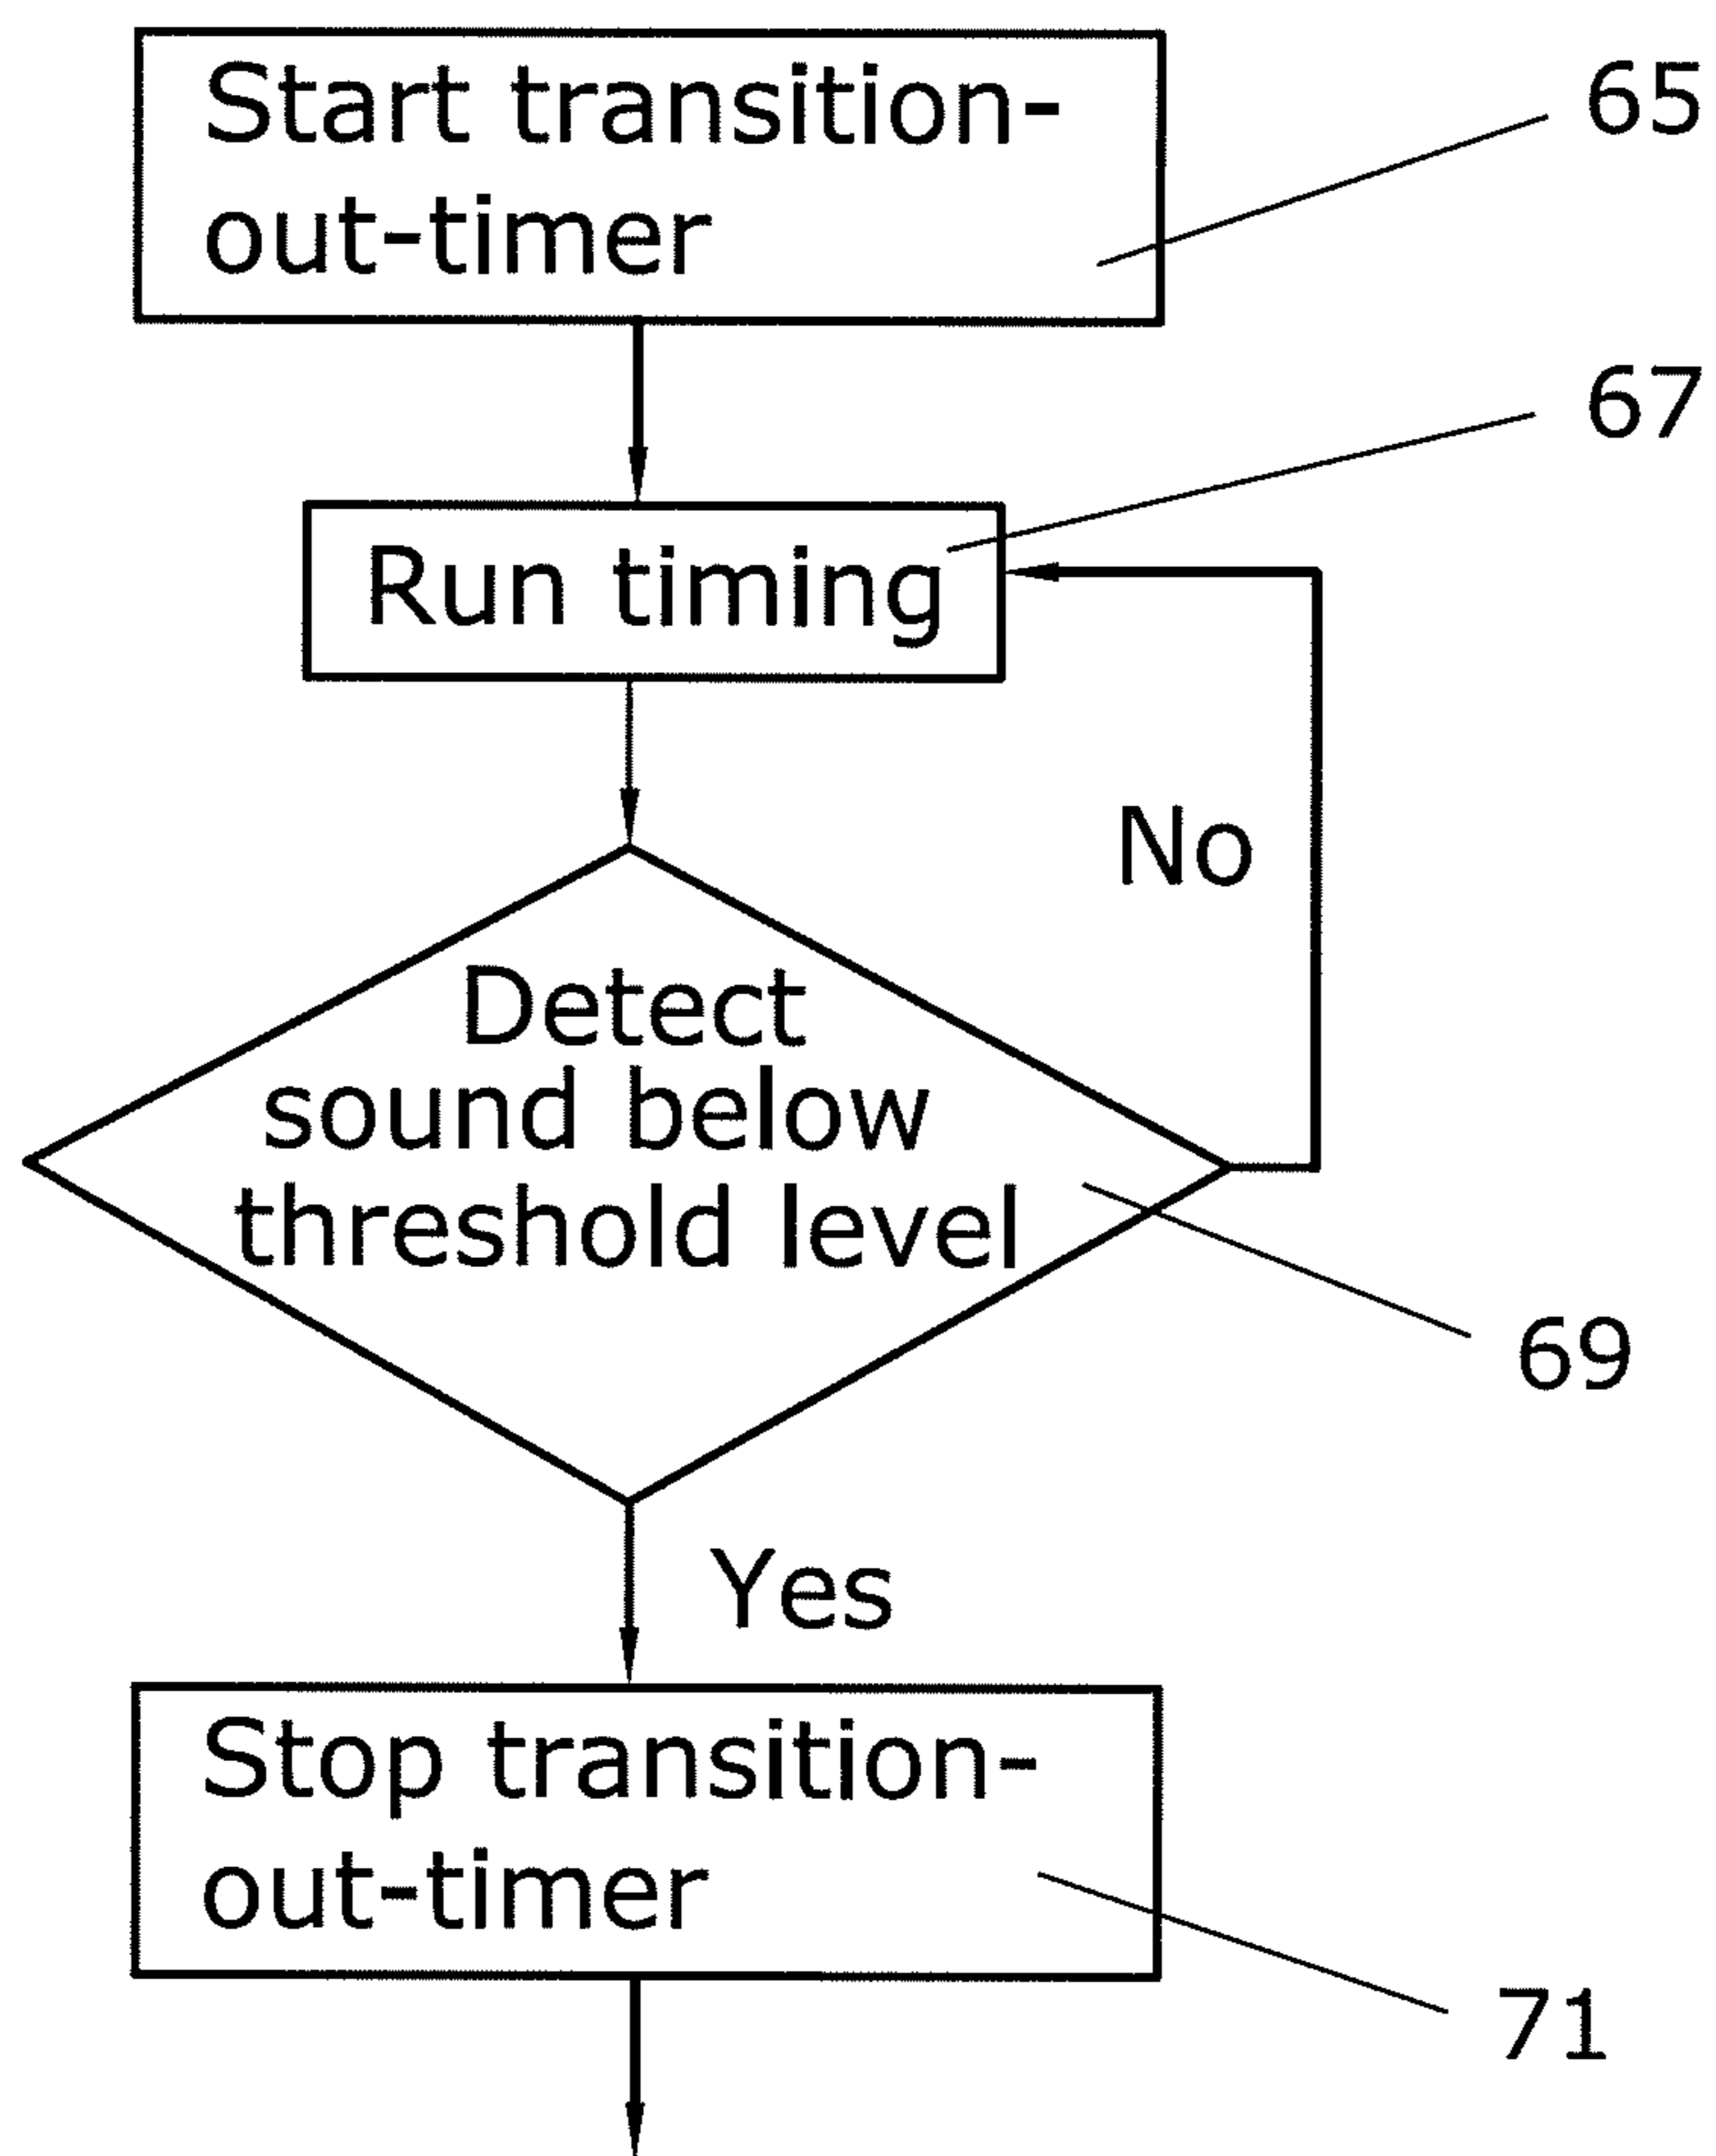 Start transition-
out-timer
65
67
Run timing
No
Detect
sound below
threshold level
69
Yes
Stop transition-
out-timer
71